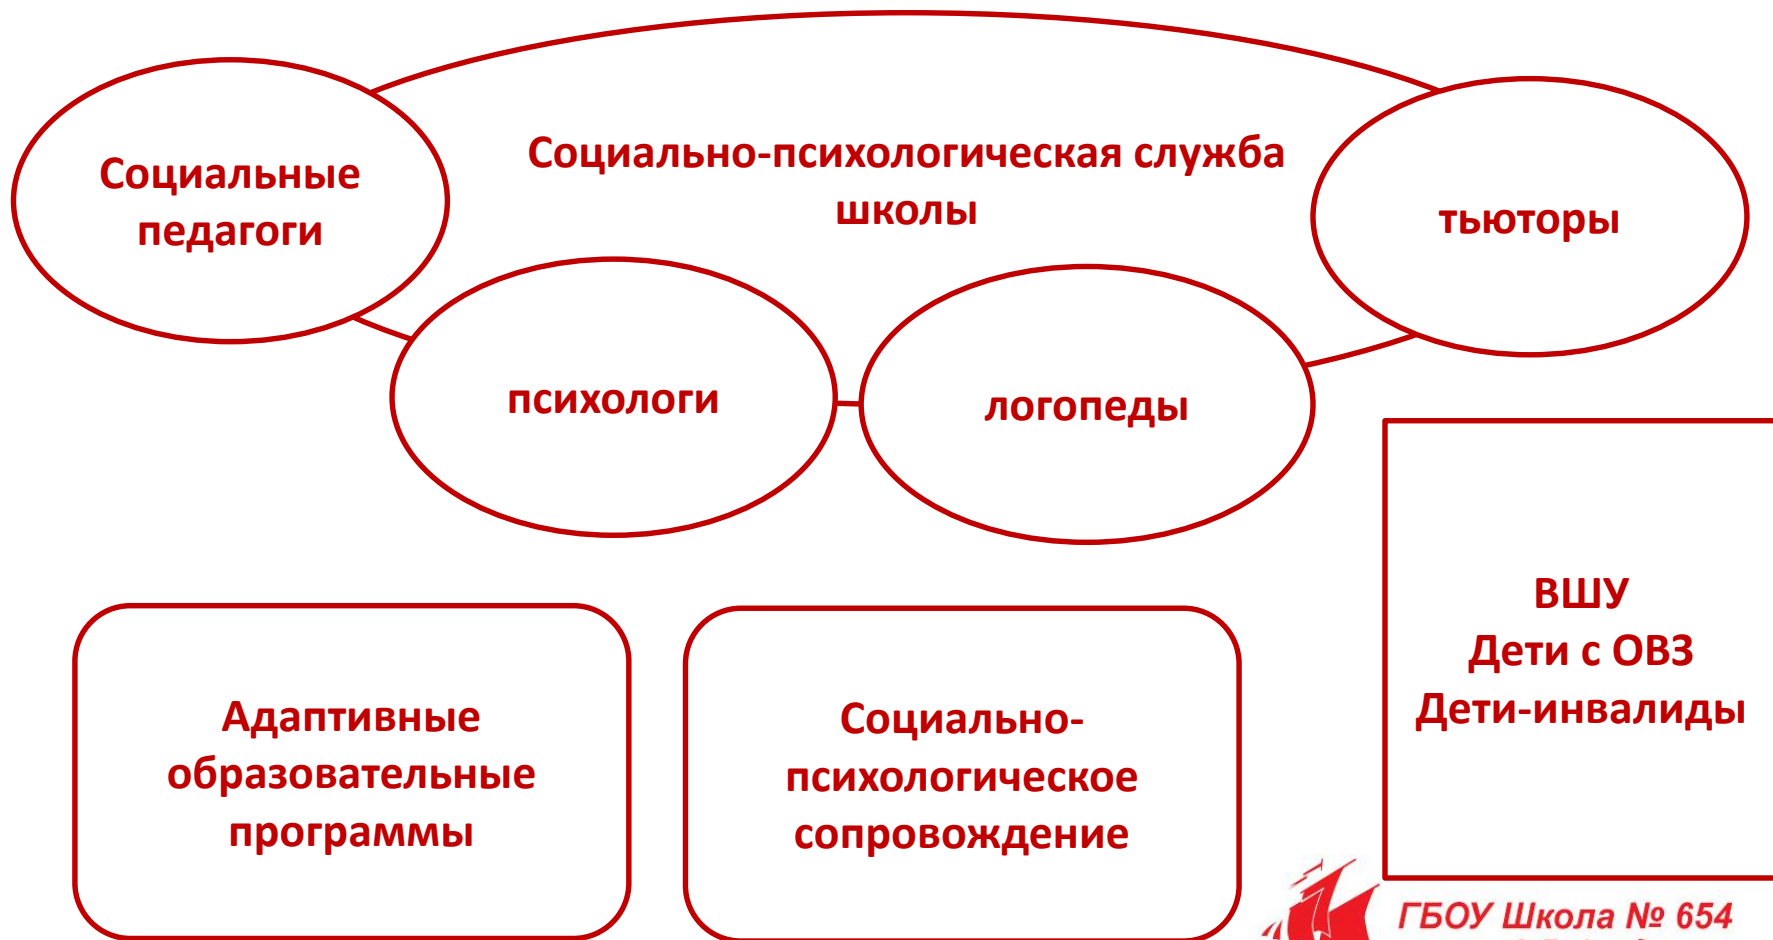 Социально-психологическая служба
школы
Социальные
педагоги
тьюторы
психологи
логопеды
ВШУ
Дети с ОВЗ
Дети-инвалиды
Адаптивные
образовательные
программы
Социально-
психологическое
сопровождение
ГБОУ Школа № 654